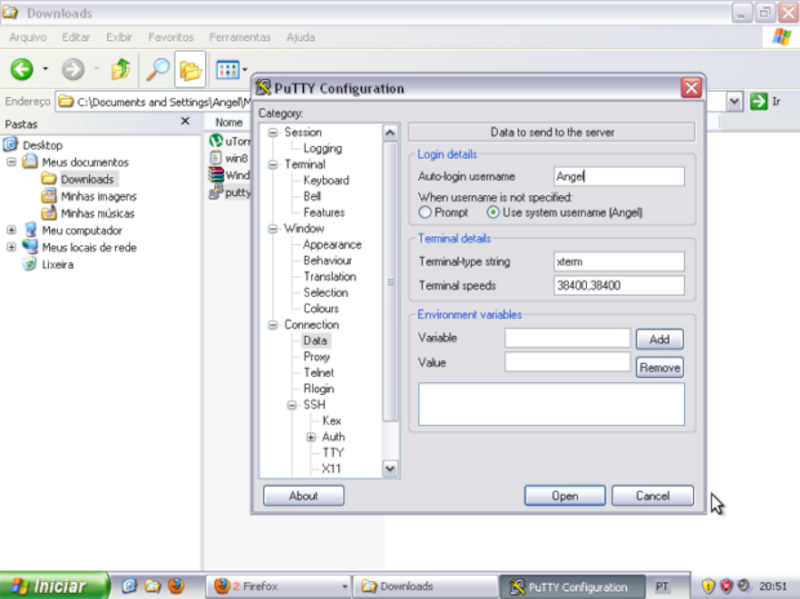 Downloads
Arquivo Editar Exibir Favoritos Ferramentas Ajuda
Endereço C:\Documents and Settings\Angel\M
Ir
Pastas
Desktop
Meus documentos
Downloads
Minhas imagens
Minhas músicas
Meu computador
Meus locais de rede
Lixeira
Nome
uTorr
win8
Wind
putty
PuTTY Configuration
Category:
Session
Logging
Terminal
Keyboard
Bell
Features
Window
Appearance
Behaviour
Translation
Selection
Colours
Connection
Data
Proxy
Telnet
Rlogin
SSH
Kex
Auth
TTY
X11
Data to send to the server
Login details
Auto-login username Angel
When username is not specified:
Prompt Use system username (Angel)
Terminal details
Terminal-type string xterm
Terminal speeds 38400,38400
Environment variables
Variable Add
Value Remove
About Open Cancel
Iniciar 2 Firefox Downloads PuTTY Configuration PT 20:51